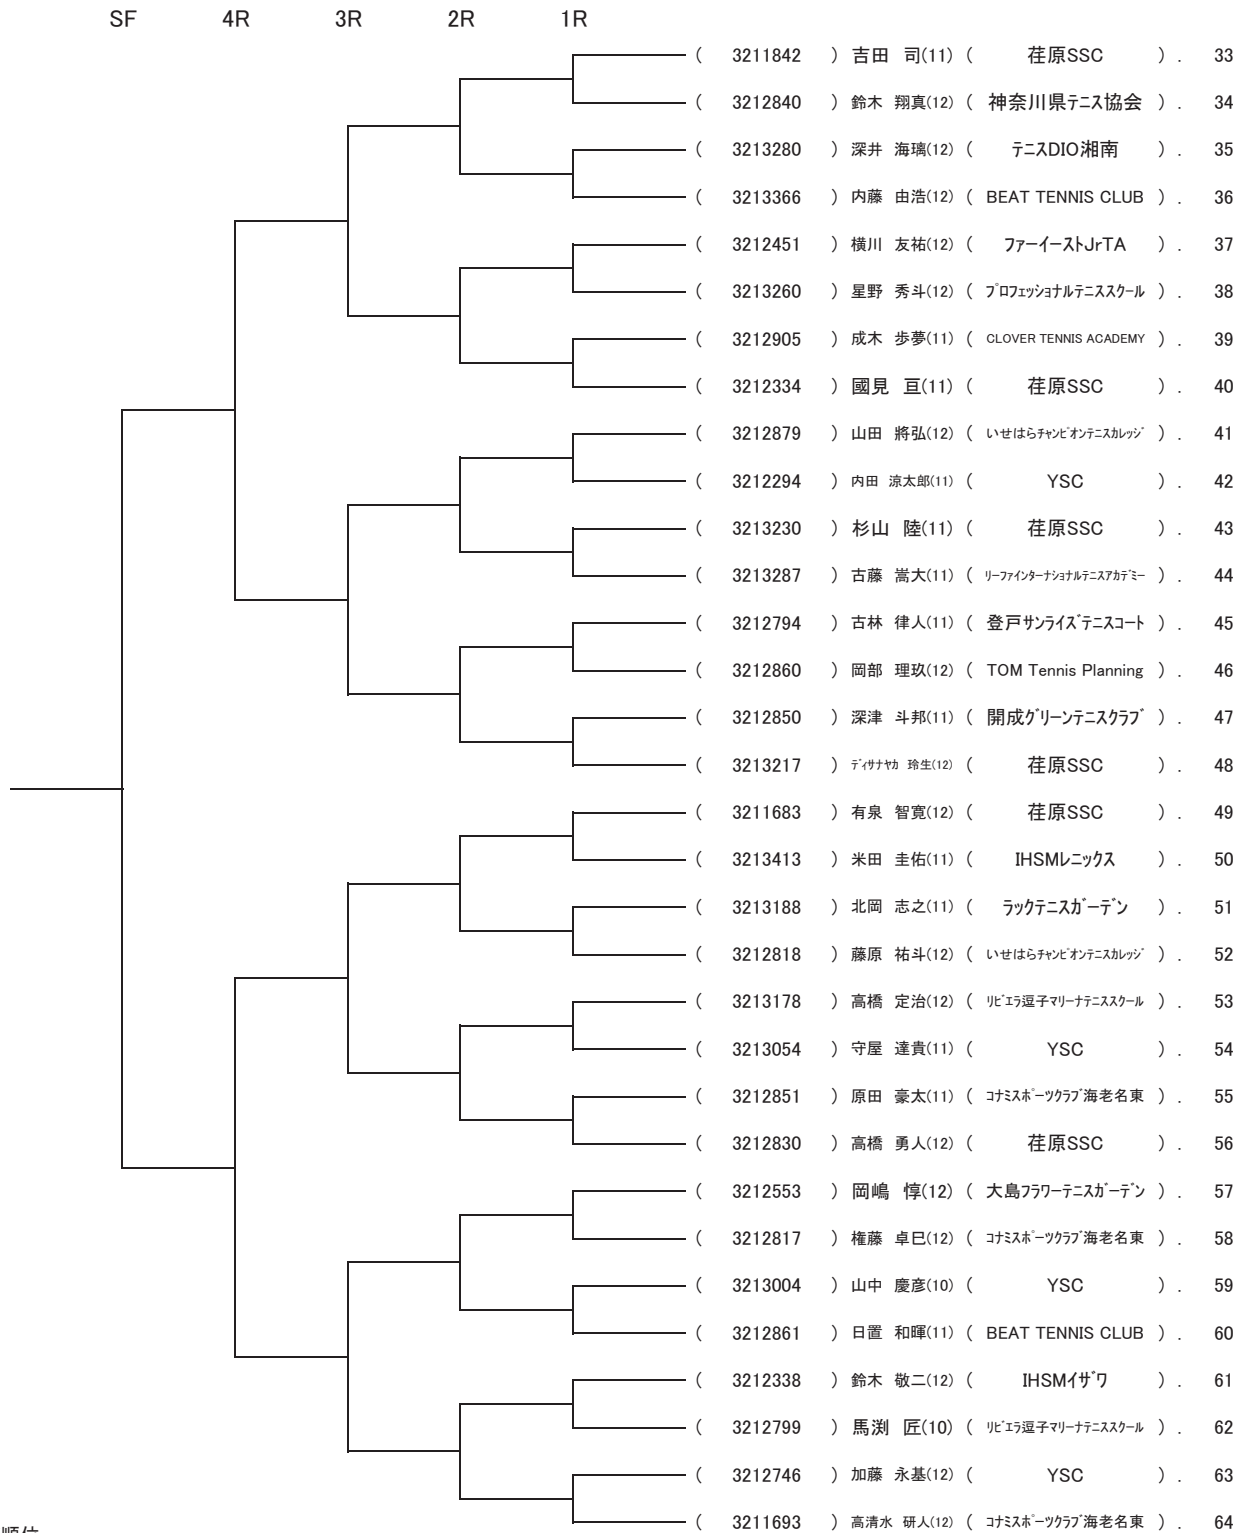 SF 4R 3R 2R 1R
( 3211842 ) 吉田 司(11) ( 荏原SSC ) . 33
( 3212840 ) 鈴木 翔真(12) ( 神奈川県テニス協会 ) . 34
( 3213280 ) 深井 海璃(12) ( テニスDIO湘南 ) . 35
( 3213366 ) 内藤 由浩(12) ( BEAT TENNIS CLUB ) . 36
( 3212451 ) 横川 友祐(12) ( ファーイーストJrTA ) . 37
( 3213260 ) 星野 秀斗(12) ( プロフェッショナルテニススクール ) . 38
( 3212905 ) 成木 歩夢(11) ( CLOVER TENNIS ACADEMY ) . 39
( 3212334 ) 國見 亘(11) ( 荏原SSC ) . 40
( 3212879 ) 山田 將弘(12) ( いせはらチャンピオンテニスカレッジ ) . 41
( 3212294 ) 内田 涼太郎(11) ( YSC ) . 42
( 3213230 ) 杉山 陸(11) ( 荏原SSC ) . 43
( 3213287 ) 古藤 嵩大(11) ( リーファインターナショナルテニスアカデミー ) . 44
( 3212794 ) 古林 律人(11) ( 登戸サンライズテニスコート ) . 45
( 3212860 ) 岡部 理玖(12) ( TOM Tennis Planning ) . 46
( 3212850 ) 深津 斗邦(11) ( 開成グリーンテニスクラブ ) . 47
( 3213217 ) ディサナヤカ 玲生(12) ( 荏原SSC ) . 48
( 3211683 ) 有泉 智寛(12) ( 荏原SSC ) . 49
( 3213413 ) 米田 圭佑(11) ( IHSMレニックス ) . 50
( 3213188 ) 北岡 志之(11) ( ラックテニスガーデン ) . 51
( 3212818 ) 藤原 祐斗(12) ( いせはらチャンピオンテニスカレッジ ) . 52
( 3213178 ) 高橋 定治(12) ( リビエラ逗子マリーナテニススクール ) . 53
( 3213054 ) 守屋 達貴(11) ( YSC ) . 54
( 3212851 ) 原田 豪太(11) ( コナミスポーツクラブ海老名東 ) . 55
( 3212830 ) 高橋 勇人(12) ( 荏原SSC ) . 56
( 3212553 ) 岡嶋 惇(12) ( 大島フラワーテニスガーデン ) . 57
( 3212817 ) 権藤 卓巳(12) ( コナミスポーツクラブ海老名東 ) . 58
( 3213004 ) 山中 慶彦(10) ( YSC ) . 59
( 3212861 ) 日置 和暉(11) ( BEAT TENNIS CLUB ) . 60
( 3212338 ) 鈴木 敬二(12) ( IHSMイザワ ) . 61
( 3212799 ) 馬渕 匠(10) ( リビエラ逗子マリーナテニススクール ) . 62
( 3212746 ) 加藤 永基(12) ( YSC ) . 63
( 3211693 ) 高清水 研人(12) ( コナミスポーツクラブ海老名東 ) . 64